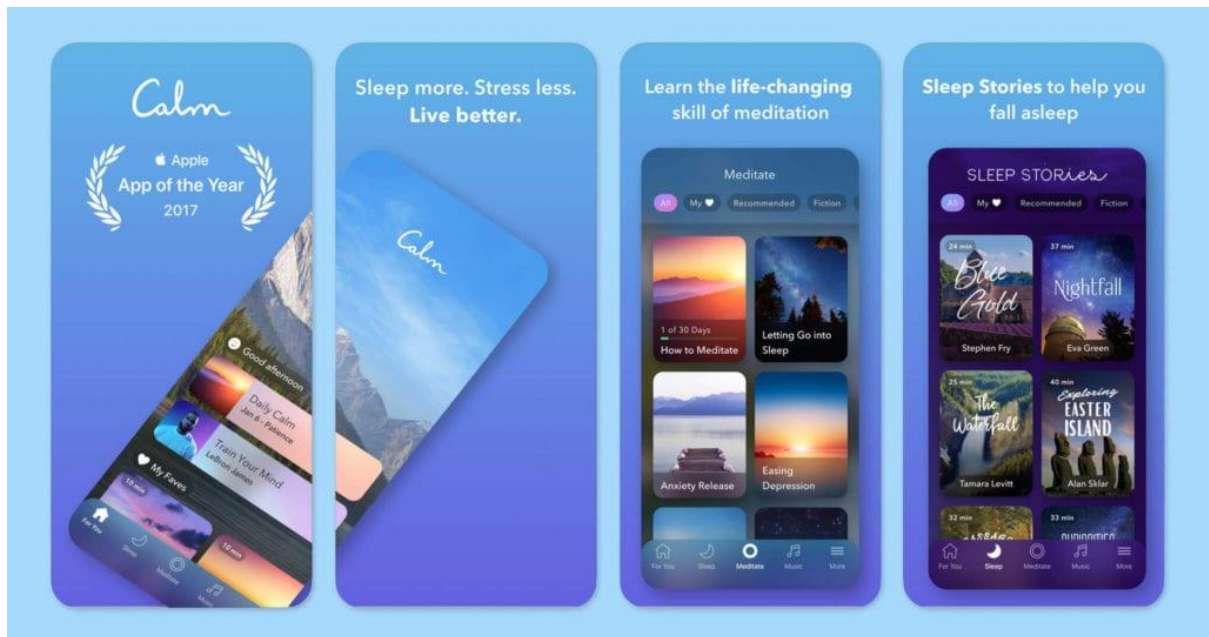 Calm
Apple
App of the Year
2017
Good afternoon
Daily Calm
Jan 6 - Patience
Train Your Mind
LeBron James
My Faves
10 min
10 min
For You
Sleep
Meditate
Music
Sleep more. Stress less.
Live better.
Calm
Learn the life-changing
skill of meditation
Meditate
All My Recommended Fiction
1 of 30 Days
How to Meditate
Letting Go into
Sleep
Anxiety Release
Easing
Depression
For You Sleep Meditate Music More
Sleep Stories to help you
fall asleep
SLEEP STORies
All My Recommended Fiction
24 min
Blue
Gold
Stephen Fry
37 min
Nightfall
Eva Green
25 min
The
Waterfall
Tamara Levitt
40 min
Exploring
EASTER
ISLAND
Alan Sklar
32 min
33 min
For You Sleep Meditate Music More